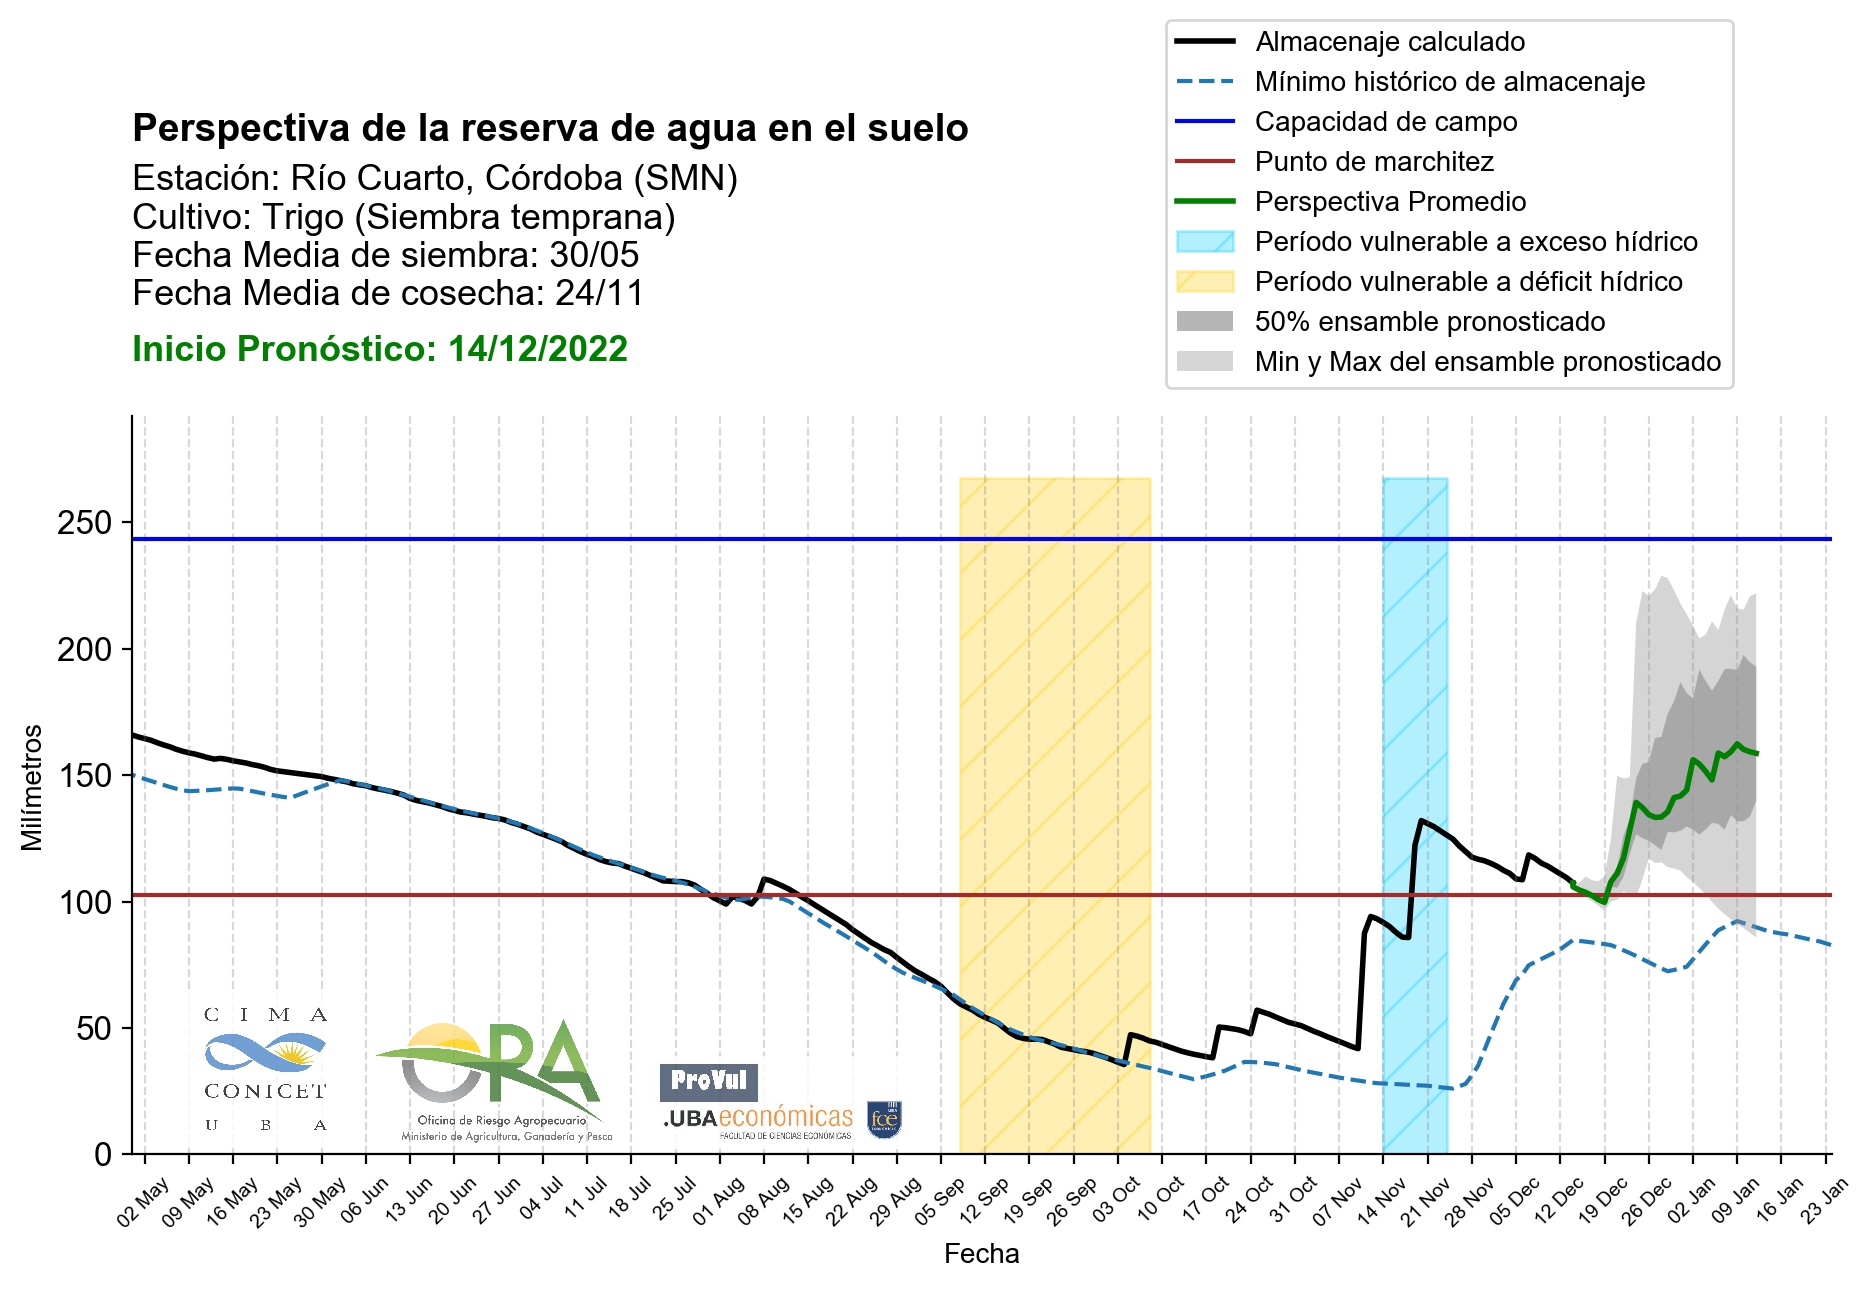 Almacenaje calculado
Mínimo histórico de almacenaje
Capacidad de campo
Punto de marchitez
Perspectiva Promedio
Período vulnerable a exceso hídrico
Período vulnerable a déficit hídrico
50% ensamble pronosticado
Min y Max del ensamble pronosticado
Perspectiva de la reserva de agua en el suelo
Estación: Río Cuarto, Córdoba (SMN)
Cultivo: Trigo (Siembra temprana)
Fecha Media de siembra: 30/05
Fecha Media de cosecha: 24/11
Inicio Pronóstico: 14/12/2022
Milímetros
250
200
150
100
50
0
CIMA
CONICET
UBA
ORA
Oficina de Riesgo Agropecuario
Ministerio de Agricultura, Ganadería y Pesca
ProVul
.UBAeconómicas
FACULTAD DE CIENCIAS ECONÓMICAS
UBA
fce
ECONÓMICAS
02 May
09 May
16 May
23 May
30 May
06 Jun
13 Jun
20 Jun
27 Jun
04 Jul
11 Jul
18 Jul
25 Jul
01 Aug
08 Aug
15 Aug
22 Aug
29 Aug
05 Sep
12 Sep
19 Sep
26 Sep
03 Oct
10 Oct
17 Oct
24 Oct
31 Oct
07 Nov
14 Nov
21 Nov
28 Nov
05 Dec
12 Dec
19 Dec
26 Dec
02 Jan
09 Jan
16 Jan
23 Jan
Fecha